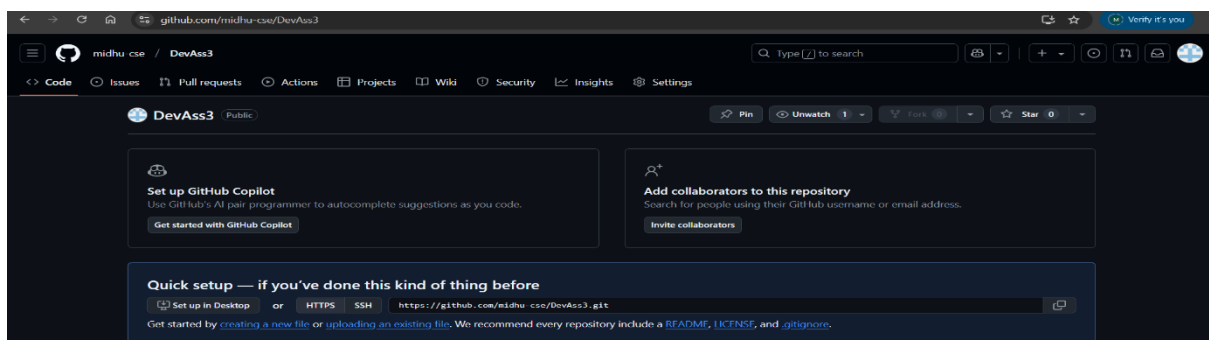 github.com/midhu-cse/DevAss3
Verify it's you
midhu-cse / DevAss3
Type / to search
Code Issues Pull requests Actions Projects Wiki Security Insights Settings
DevAss3 Public
Pin Unwatch 1 Fork 0 Star 0
Set up GitHub Copilot
Use GitHub's AI pair programmer to autocomplete suggestions as you code.
Get started with GitHub Copilot
Add collaborators to this repository
Search for people using their GitHub username or email address.
Invite collaborators
Quick setup — if you've done this kind of thing before
Set up in Desktop or HTTPS SSH https://github.com/midhu-cse/DevAss3.git
Get started by creating a new file or uploading an existing file. We recommend every repository include a README, LICENSE, and .gitignore.